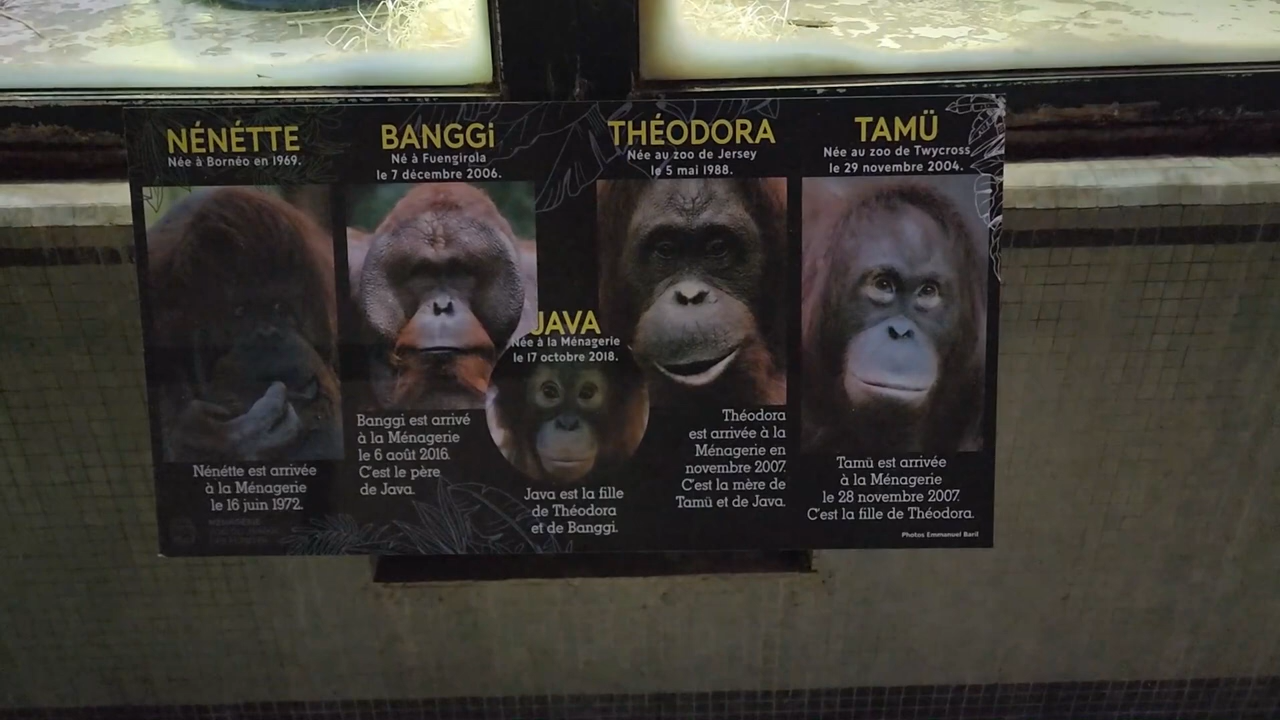 NÉNÉTTE
Née à Bornéo en 1969.
Nénétte est arrivée
à la Ménagerie
le 16 juin 1972.
BANGGi
Né à Fuengirola
le 7 décembre 2006.
Banggi est arrivé
à la Ménagerie
le 6 août 2016.
C'est le père
de Java.
JAVA
Née à la Ménagerie
le 17 octobre 2018.
Java est la fille
de Théodora
et de Banggi.
THÉODORA
Née au zoo de Jersey
le 5 mai 1988.
Théodora
est arrivée à la
Ménagerie en
novembre 2007.
C'est la mère de
Tamü et de Java.
TAMÜ
Née au zoo de Twycross
le 29 novembre 2004.
Tamü est arrivée
à la Ménagerie
le 28 novembre 2007.
C'est la fille de Théodora.
Photos Emmanuel Baril
MÉNAGERIE